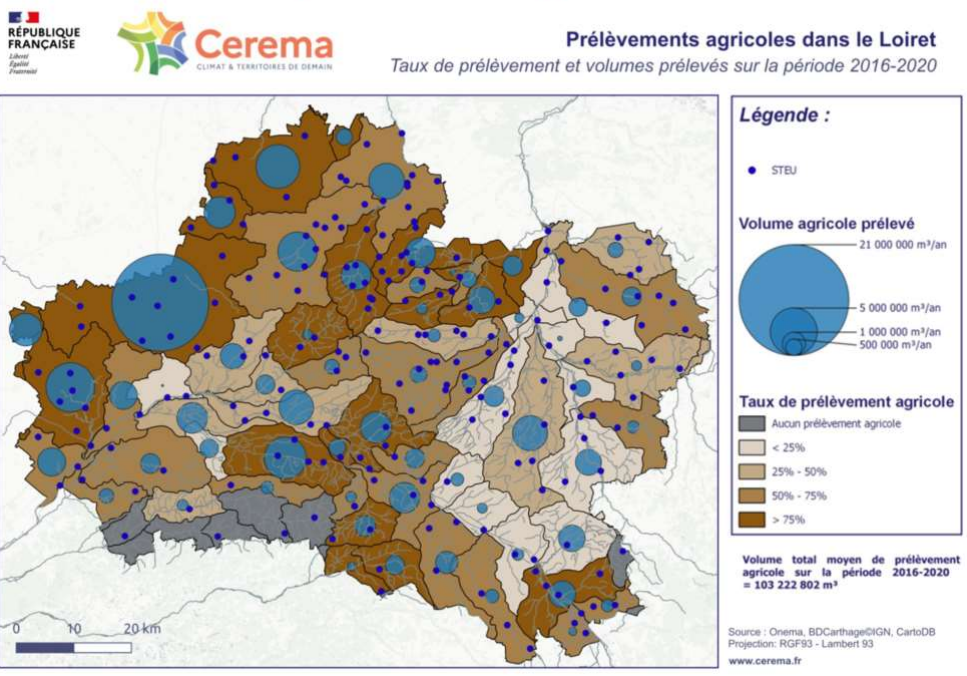 RÉPUBLIQUE
FRANÇAISE
Liberté
Égalité
Fraternité
Cerema
CLIMAT & TERRITOIRES DE DEMAIN
Prélèvements agricoles dans le Loiret
Taux de prélèvement et volumes prélevés sur la période 2016-2020
0 10 20 km
Légende :
STEU
Volume agricole prélevé
21 000 000 m³/an
5 000 000 m³/an
1 000 000 m³/an
500 000 m³/an
Taux de prélèvement agricole
Aucun prélèvement agricole
< 25%
25% - 50%
50% - 75%
> 75%
Volume total moyen de prélèvement
agricole sur la période 2016-2020
= 103 222 802 m³
Source : Onema, BDCarthage©IGN, CartoDB
Projection: RGF93 - Lambert 93
www.cerema.fr